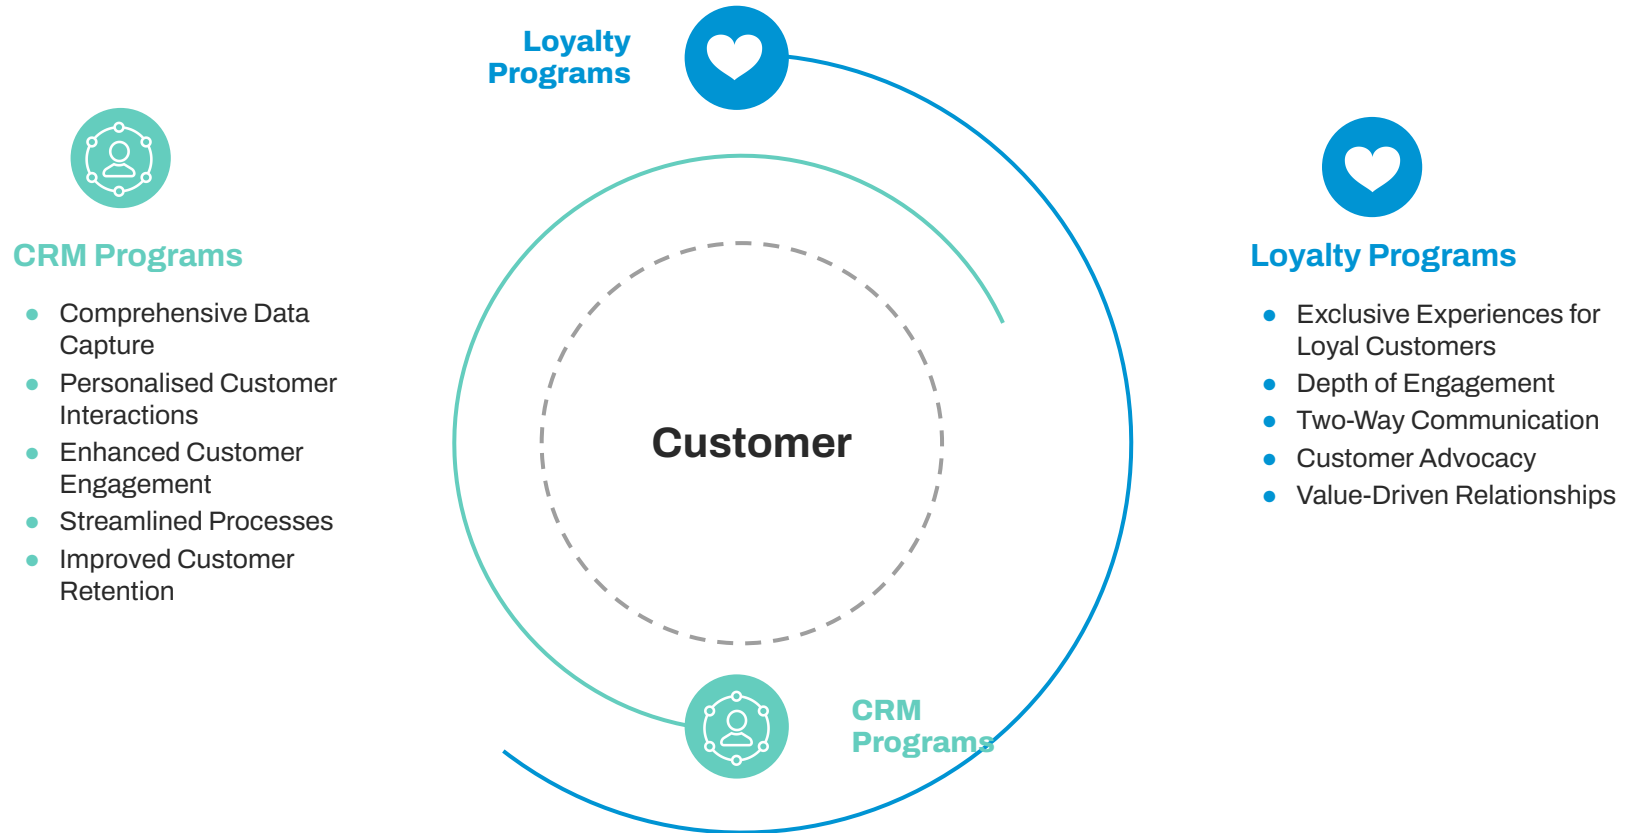 Loyalty
Programs
CRM Programs
Comprehensive Data
Capture
Personalised Customer
Interactions
Enhanced Customer
Engagement
Streamlined Processes
Improved Customer
Retention
Customer
CRM
Programs
Loyalty Programs
Exclusive Experiences for
Loyal Customers
Depth of Engagement
Two-Way Communication
Customer Advocacy
Value-Driven Relationships